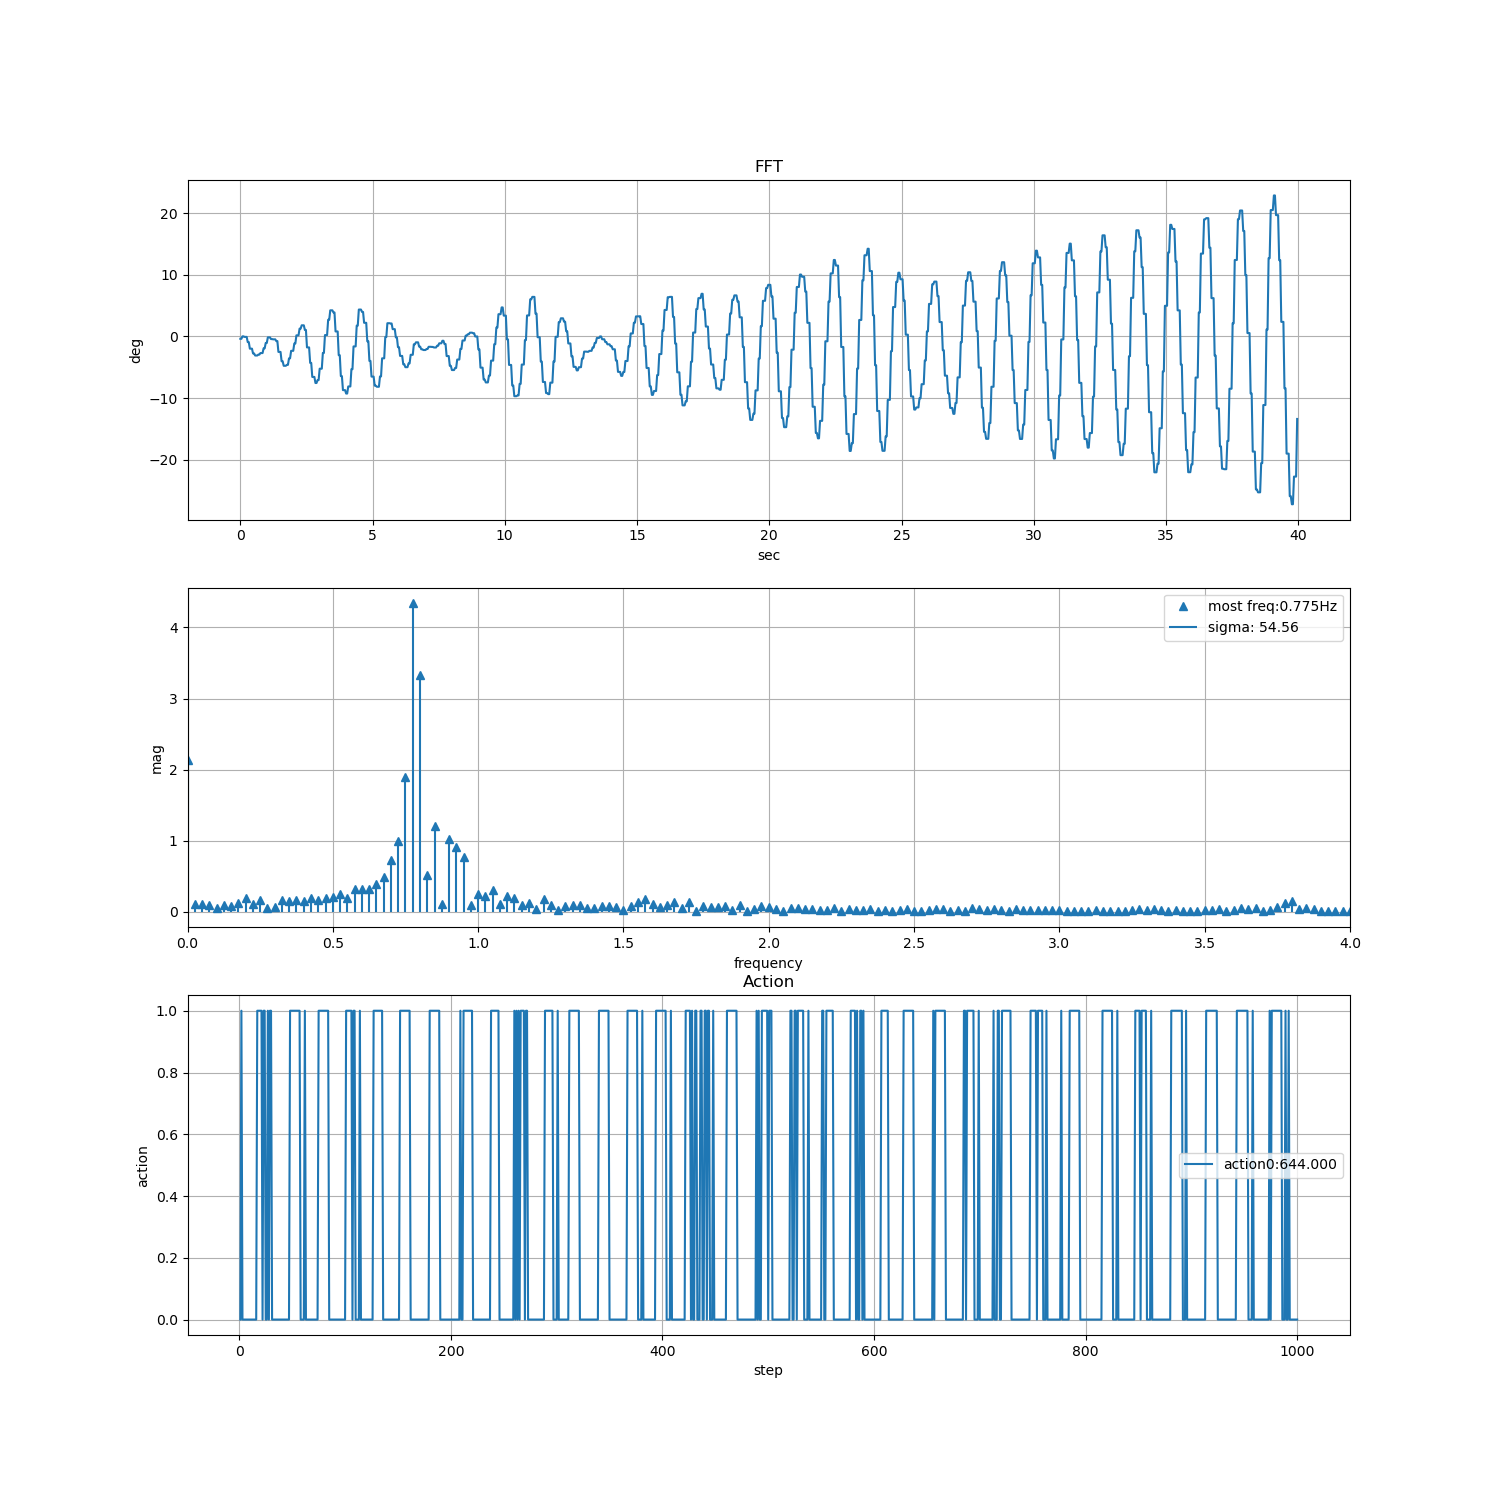 FFT
20
10
0
−10
−20
deg
0 5 10 15 20 25 30 35 40
sec
most freq:0.775Hz
sigma: 54.56
4
3
2
1
0
mag
0.0 0.5 1.0 1.5 2.0 2.5 3.0 3.5 4.0
frequency
Action
1.0
0.8
0.6
0.4
0.2
0.0
action
action0:644.000
0 200 400 600 800 1000
step